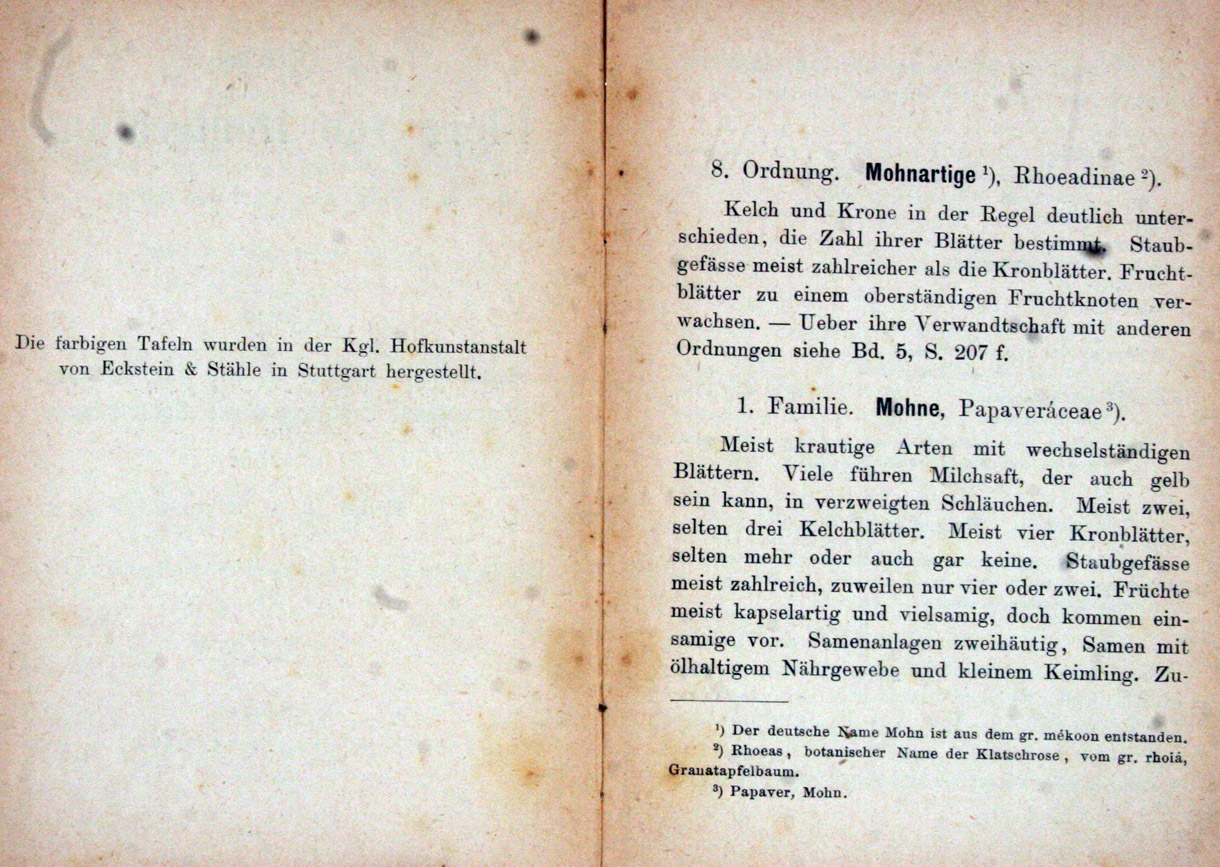 Die farbigen Tafeln wurden in der Kgl. Hofkunstanstalt
von Eckstein & Stähle in Stuttgart hergestellt.
8. Ordnung. Mohnartige ¹), Rhoeadinae ²).
Kelch und Krone in der Regel deutlich unter-
schieden, die Zahl ihrer Blätter bestimmt. Staub-
gefässe meist zahlreicher als die Kronblätter. Frucht-
blätter zu einem oberständigen Fruchtknoten ver-
wachsen. — Ueber ihre Verwandtschaft mit anderen
Ordnungen siehe Bd. 5, S. 207 f.
1. Familie. Mohne, Papaveráceae ³).
Meist krautige Arten mit wechselständigen
Blättern. Viele führen Milchsaft, der auch gelb
sein kann, in verzweigten Schläuchen. Meist zwei,
selten drei Kelchblätter. Meist vier Kronblätter,
selten mehr oder auch gar keine. Staubgefässe
meist zahlreich, zuweilen nur vier oder zwei. Früchte
meist kapselartig und vielsamig, doch kommen ein-
samige vor. Samenanlagen zweihäutig, Samen mit
ölhaltigem Nährgewebe und kleinem Keimling. Zu-
¹) Der deutsche Name Mohn ist aus dem gr. mékoon entstanden.
²) Rhoeas, botanischer Name der Klatschrose, vom gr. rhoiá,
Granatapfelbaum.
³) Papaver, Mohn.